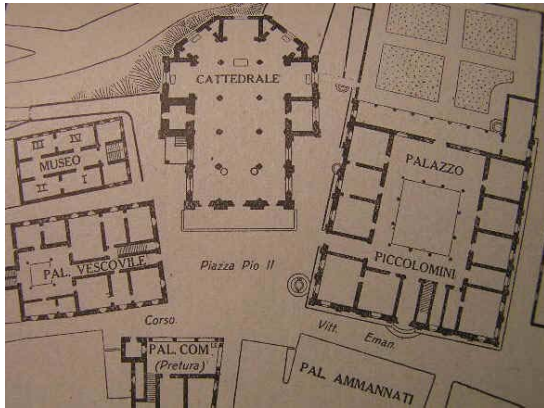 CATTEDRALE
III IV
MUSEO
II I
PALAZZO
PAL. VESCOVILE
Piazza Pio II
PICCOLOMINI
Corso
Vitt. Eman.
PAL. COM.
(Pretura)
PAL. AMMANNATI